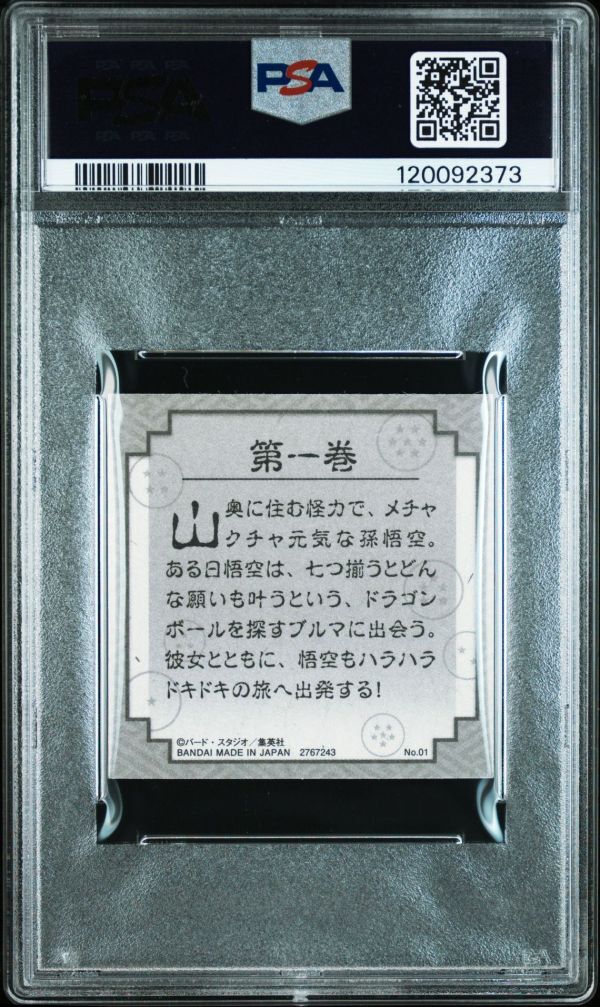 PSA
120092373
第一巻
山奥に住む怪力で、メチャ
クチャ元気な孫悟空。
ある日悟空は、七つ揃うとどん
な願いも叶うという、ドラゴン
ボールを探すブルマに出会う。
彼女とともに、悟空もハラハラ
ドキドキの旅へ出発する!
©バード・スタジオ/集英社
BANDAI MADE IN JAPAN 2767243 No.01